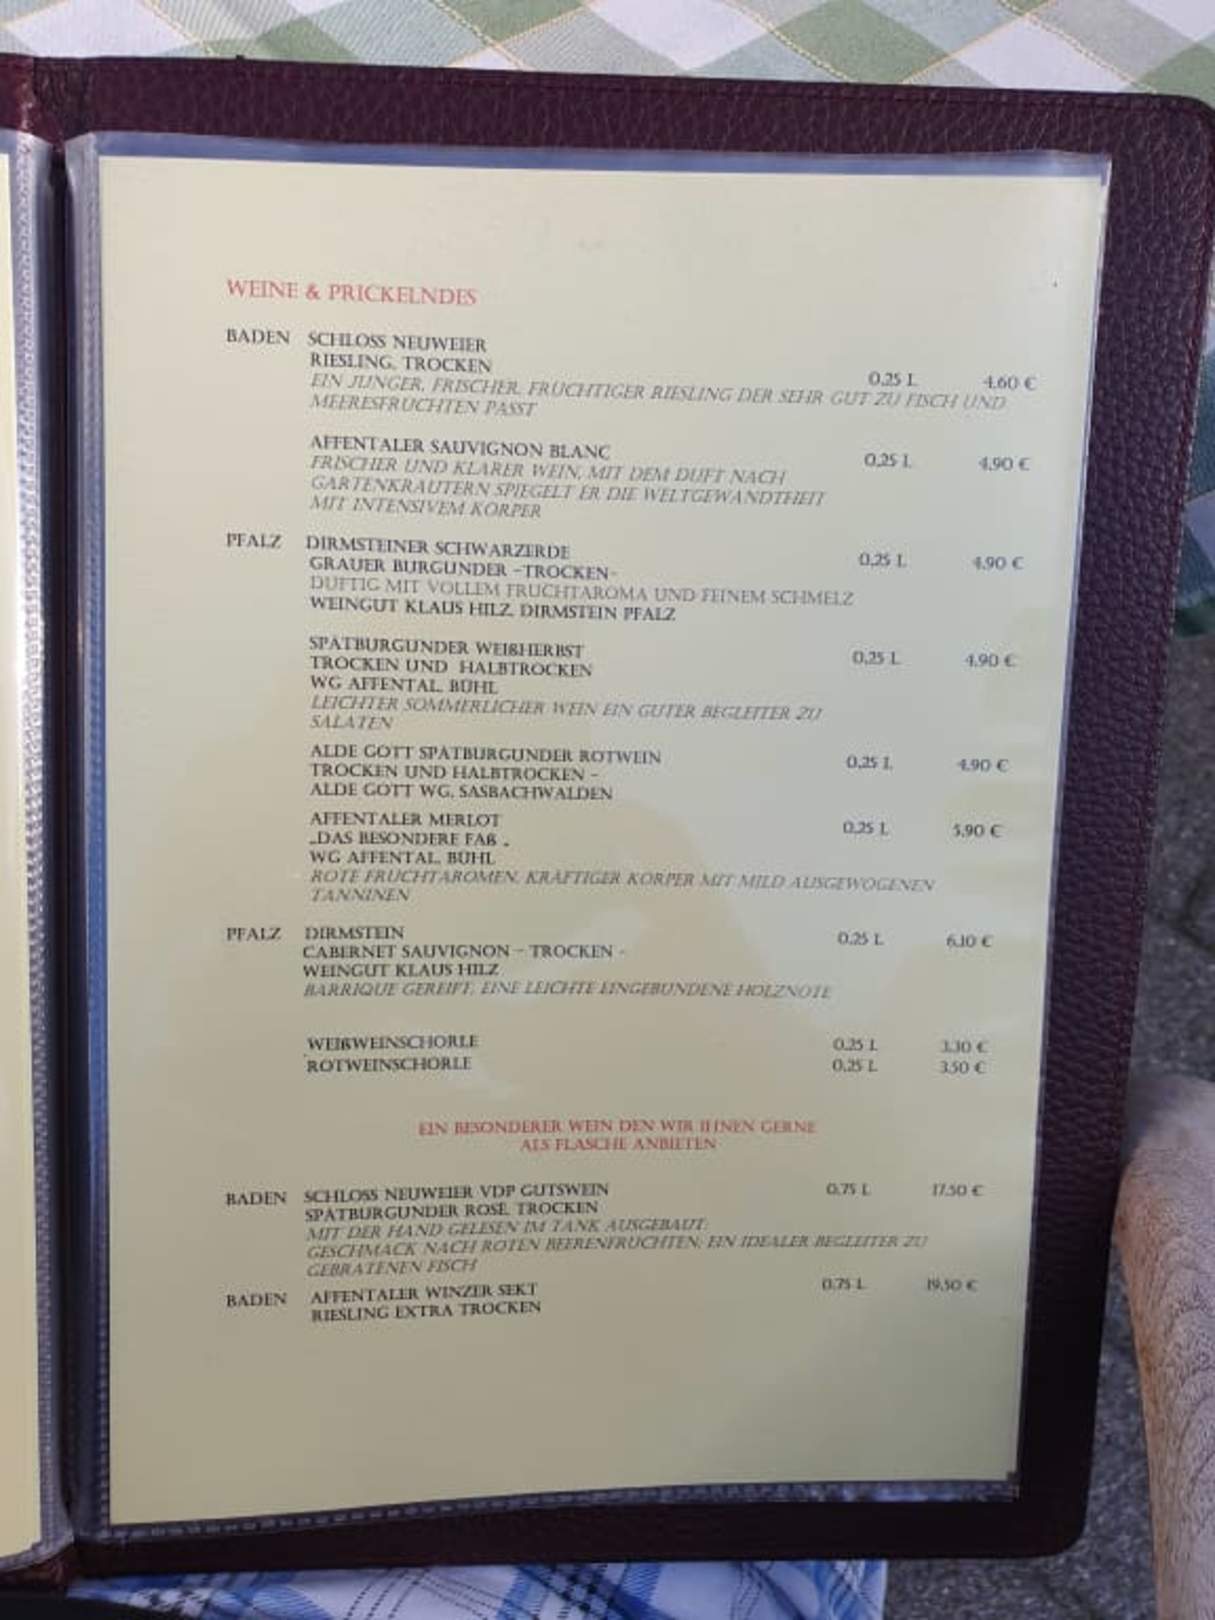 WEINE & PRICKELNDES
BADEN SCHLOSS NEUWEIER
RIESLING, TROCKEN 0,25 L 4,60 €
EIN JUNGER, FRISCHER, FRUCHTIGER RIESLING DER SEHR GUT ZU FISCH UND
MEERESFRÜCHTEN PASST
AFFENTALER SAUVIGNON BLANC 0,25 L 4,90 €
FRISCHER UND KLARER WEIN, MIT DEM DUFT NACH
GARTENKRÄUTERN SPIEGELT ER DIE WELTGEWANDTHEIT
MIT INTENSIVEM KÖRPER
PFALZ DIRMSTEINER SCHWARZERDE 0,25 L 4,90 €
GRAUER BURGUNDER -TROCKEN-
DUFTIG MIT VOLLEM FRUCHTAROMA UND FEINEM SCHMELZ
WEINGUT KLAUS HILZ, DIRMSTEIN PFALZ
SPÄTBURGUNDER WEIßHERBST 0,25 L 4,90 €
TROCKEN UND HALBTROCKEN
WG AFFENTAL, BÜHL
LEICHTER SOMMERLICHER WEIN EIN GUTER BEGLEITER ZU
SALATEN
ALDE GOTT SPÄTBURGUNDER ROTWEIN 0,25 L 4,90 €
TROCKEN UND HALBTROCKEN -
ALDE GOTT WG, SASBACHWALDEN
AFFENTALER MERLOT 0,25 L 5,90 €
„DAS BESONDERE FAß „
WG AFFENTAL, BÜHL
ROTE FRUCHTAROMEN, KRÄFTIGER KÖRPER MIT MILD AUSGEWOGENEN
TANNINEN
PFALZ DIRMSTEIN 0,25 L 6,10 €
CABERNET SAUVIGNON - TROCKEN -
WEINGUT KLAUS HILZ
BARRIQUE GEREIFT, EINE LEICHTE EINGEBUNDENE HOLZNOTE
WEIßWEINSCHORLE 0,25 L 3,30 €
ROTWEINSCHORLE 0,25 L 3,50 €
EIN BESONDERER WEIN DEN WIR IHNEN GERNE
ALS FLASCHE ANBIETEN
BADEN SCHLOSS NEUWEIER VDP GUTSWEIN 0,75 L 17,50 €
SPÄTBURGUNDER ROSÉ, TROCKEN
MIT DER HAND GELESEN IM TANK AUSGEBAUT;
GESCHMACK NACH ROTEN BEERENFRÜCHTEN; EIN IDEALER BEGLEITER ZU
GEBRATENEN FISCH
BADEN AFFENTALER WINZER SEKT 0,75 L 19,50 €
RIESLING EXTRA TROCKEN